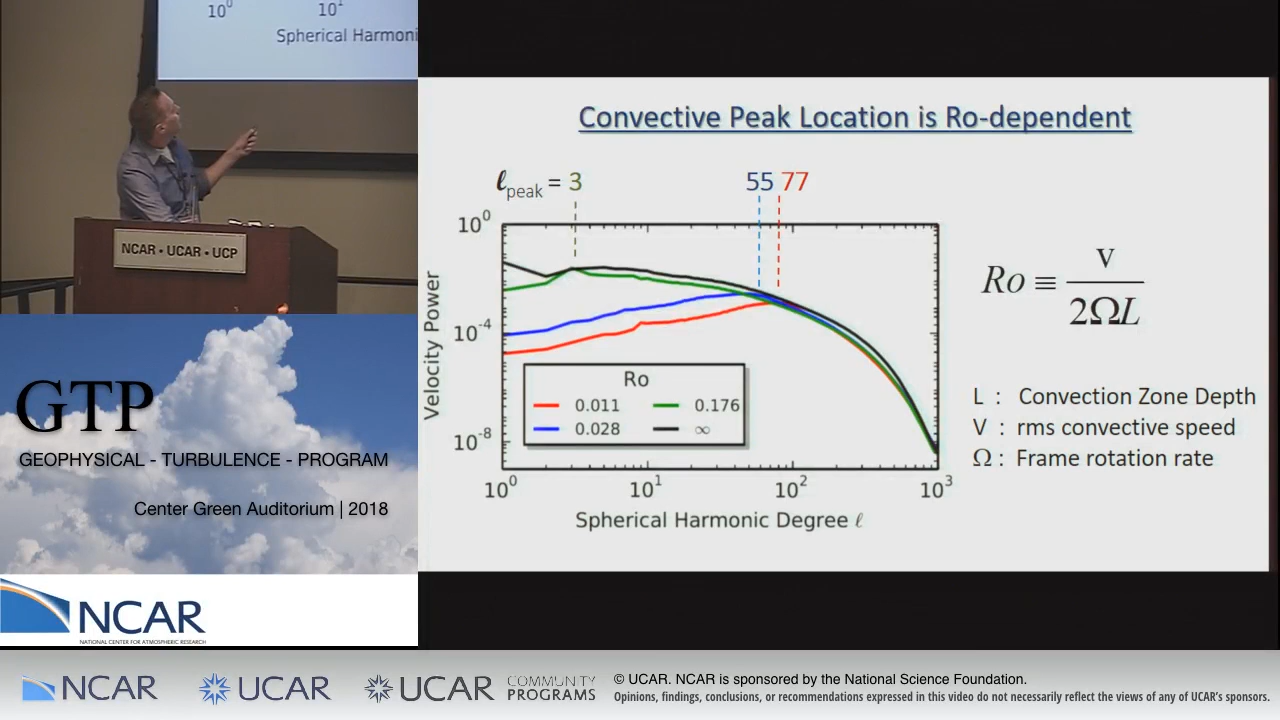 10⁰ 10¹
Spherical Harmoni
NCAR • UCAR • UCP
GTP
GEOPHYSICAL - TURBULENCE - PROGRAM
Center Green Auditorium | 2018
NCAR
NATIONAL CENTER FOR ATMOSPHERIC RESEARCH
Convective Peak Location is Ro-dependent
ℓpeak = 3 55 77
10⁰
10⁻⁴
10⁻⁸
Velocity Power
Ro
0.011 0.176
0.028 ∞
10⁰ 10¹ 10² 10³
Spherical Harmonic Degree ℓ
Ro ≡ v / 2ΩL
L : Convection Zone Depth
V : rms convective speed
Ω : Frame rotation rate
NCAR UCAR UCAR COMMUNITY PROGRAMS
© UCAR. NCAR is sponsored by the National Science Foundation.
Opinions, findings, conclusions, or recommendations expressed in this video do not necessarily reflect the views of any of UCAR's sponsors.